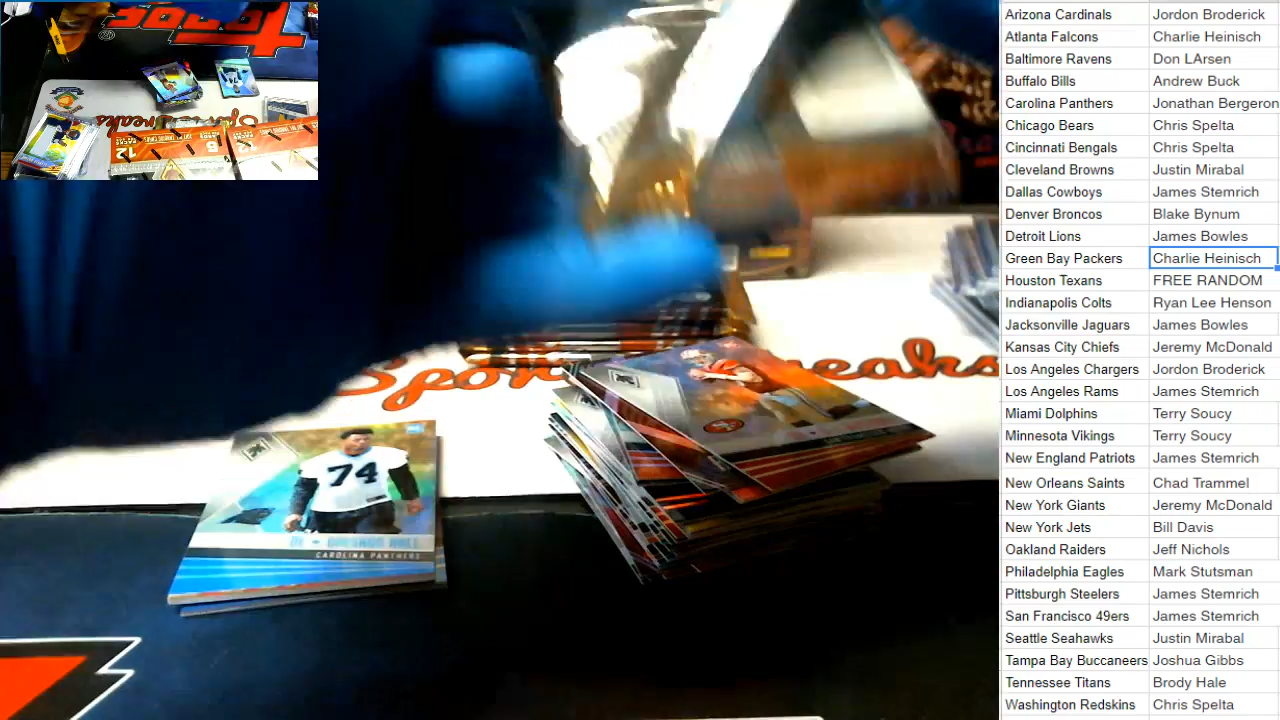 Arizona Cardinals Jordon Broderick
Atlanta Falcons Charlie Heinisch
Baltimore Ravens Don LArsen
Buffalo Bills Andrew Buck
Carolina Panthers Jonathan Bergeron
Chicago Bears Chris Spelta
Cincinnati Bengals Chris Spelta
Cleveland Browns Justin Mirabal
Dallas Cowboys James Stemrich
Denver Broncos Blake Bynum
Detroit Lions James Bowles
Green Bay Packers Charlie Heinisch
Houston Texans FREE RANDOM
Indianapolis Colts Ryan Lee Henson
Jacksonville Jaguars James Bowles
Kansas City Chiefs Jeremy McDonald
Los Angeles Chargers Jordon Broderick
Los Angeles Rams James Stemrich
Miami Dolphins Terry Soucy
Minnesota Vikings Terry Soucy
New England Patriots James Stemrich
New Orleans Saints Chad Trammel
New York Giants Jeremy McDonald
New York Jets Bill Davis
Oakland Raiders Jeff Nichols
Philadelphia Eagles Mark Stutsman
Pittsburgh Steelers James Stemrich
San Francisco 49ers James Stemrich
Seattle Seahawks Justin Mirabal
Tampa Bay Buccaneers Joshua Gibbs
Tennessee Titans Brody Hale
Washington Redskins Chris Spelta
74
CAROLINA PANTHERS
12
8